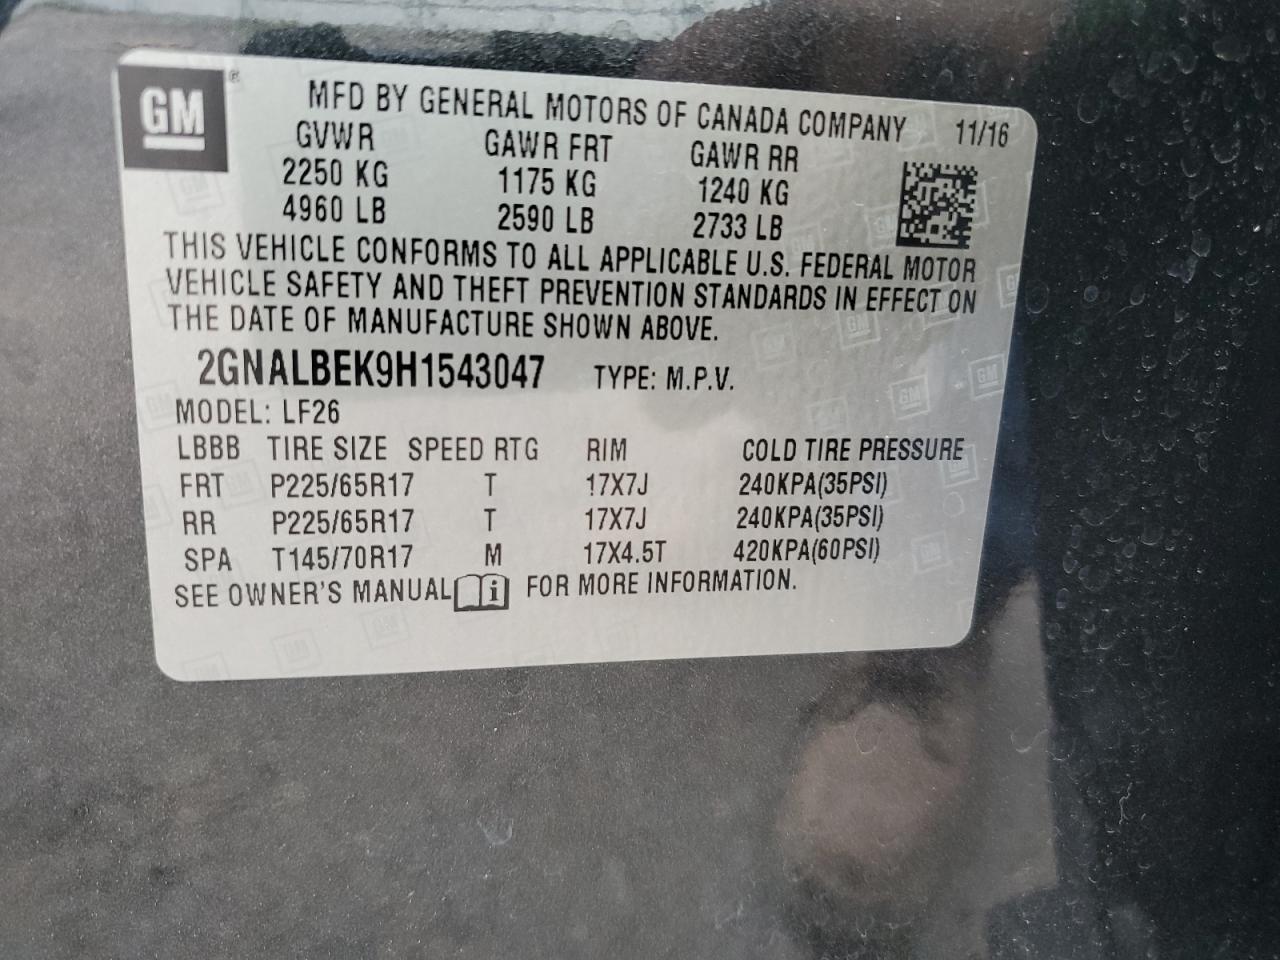 GM ®
MFD BY GENERAL MOTORS OF CANADA COMPANY 11/16
GVWR GAWR FRT GAWR RR
2250 KG 1175 KG 1240 KG
4960 LB 2590 LB 2733 LB
THIS VEHICLE CONFORMS TO ALL APPLICABLE U.S. FEDERAL MOTOR
VEHICLE SAFETY AND THEFT PREVENTION STANDARDS IN EFFECT ON
THE DATE OF MANUFACTURE SHOWN ABOVE.
2GNALBEK9H1543047 TYPE: M.P.V.
MODEL: LF26
LBBB TIRE SIZE SPEED RTG RIM COLD TIRE PRESSURE
FRT P225/65R17 T 17X7J 240KPA(35PSI)
RR P225/65R17 T 17X7J 240KPA(35PSI)
SPA T145/70R17 M 17X4.5T 420KPA(60PSI)
SEE OWNER'S MANUAL i FOR MORE INFORMATION.